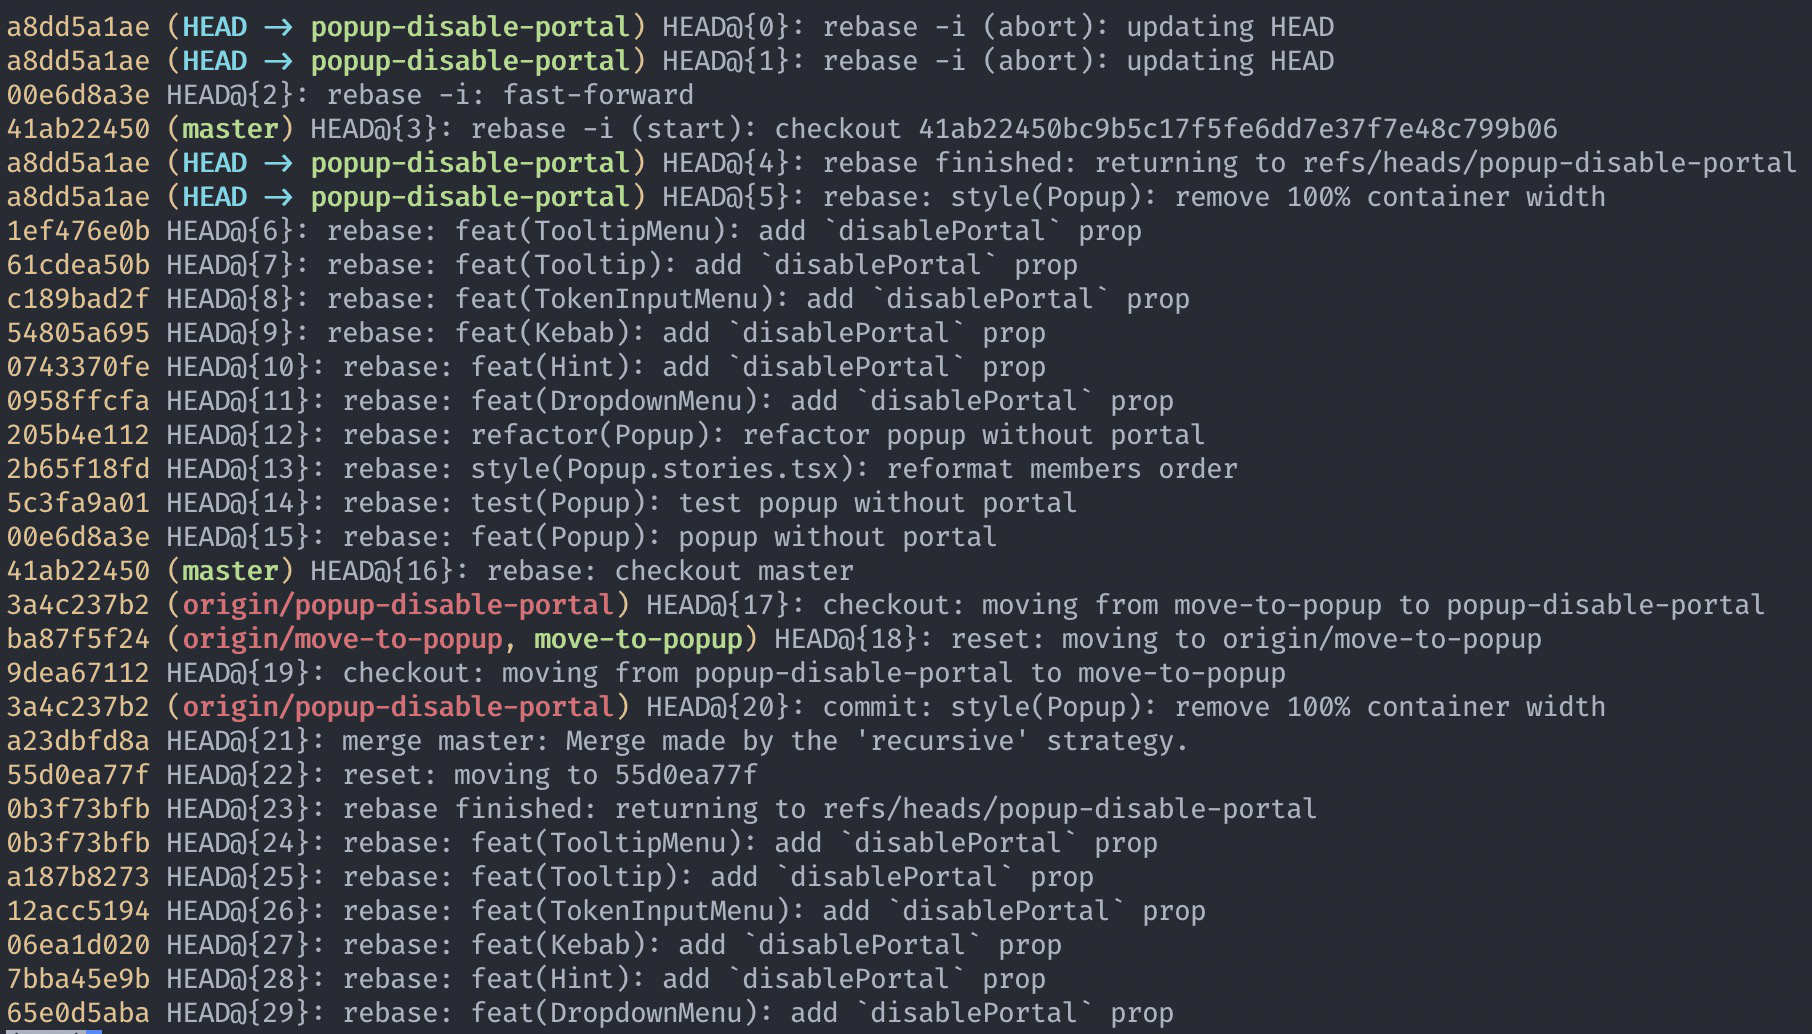 a8dd5a1ae (HEAD → popup-disable-portal) HEAD@{0}: rebase -i (abort): updating HEAD
a8dd5a1ae (HEAD → popup-disable-portal) HEAD@{1}: rebase -i (abort): updating HEAD
00e6d8a3e HEAD@{2}: rebase -i: fast-forward
41ab22450 (master) HEAD@{3}: rebase -i (start): checkout 41ab22450bc9b5c17f5fe6dd7e37f7e48c799b06
a8dd5a1ae (HEAD → popup-disable-portal) HEAD@{4}: rebase finished: returning to refs/heads/popup-disable-portal
a8dd5a1ae (HEAD → popup-disable-portal) HEAD@{5}: rebase: style(Popup): remove 100% container width
1ef476e0b HEAD@{6}: rebase: feat(TooltipMenu): add `disablePortal` prop
61cdea50b HEAD@{7}: rebase: feat(Tooltip): add `disablePortal` prop
c189bad2f HEAD@{8}: rebase: feat(TokenInputMenu): add `disablePortal` prop
54805a695 HEAD@{9}: rebase: feat(Kebab): add `disablePortal` prop
0743370fe HEAD@{10}: rebase: feat(Hint): add `disablePortal` prop
0958ffcfa HEAD@{11}: rebase: feat(DropdownMenu): add `disablePortal` prop
205b4e112 HEAD@{12}: rebase: refactor(Popup): refactor popup without portal
2b65f18fd HEAD@{13}: rebase: style(Popup.stories.tsx): reformat members order
5c3fa9a01 HEAD@{14}: rebase: test(Popup): test popup without portal
00e6d8a3e HEAD@{15}: rebase: feat(Popup): popup without portal
41ab22450 (master) HEAD@{16}: rebase: checkout master
3a4c237b2 (origin/popup-disable-portal) HEAD@{17}: checkout: moving from move-to-popup to popup-disable-portal
ba87f5f24 (origin/move-to-popup, move-to-popup) HEAD@{18}: reset: moving to origin/move-to-popup
9dea67112 HEAD@{19}: checkout: moving from popup-disable-portal to move-to-popup
3a4c237b2 (origin/popup-disable-portal) HEAD@{20}: commit: style(Popup): remove 100% container width
a23dbfd8a HEAD@{21}: merge master: Merge made by the 'recursive' strategy.
55d0ea77f HEAD@{22}: reset: moving to 55d0ea77f
0b3f73bfb HEAD@{23}: rebase finished: returning to refs/heads/popup-disable-portal
0b3f73bfb HEAD@{24}: rebase: feat(TooltipMenu): add `disablePortal` prop
a187b8273 HEAD@{25}: rebase: feat(Tooltip): add `disablePortal` prop
12acc5194 HEAD@{26}: rebase: feat(TokenInputMenu): add `disablePortal` prop
06ea1d020 HEAD@{27}: rebase: feat(Kebab): add `disablePortal` prop
7bba45e9b HEAD@{28}: rebase: feat(Hint): add `disablePortal` prop
65e0d5aba HEAD@{29}: rebase: feat(DropdownMenu): add `disablePortal` prop